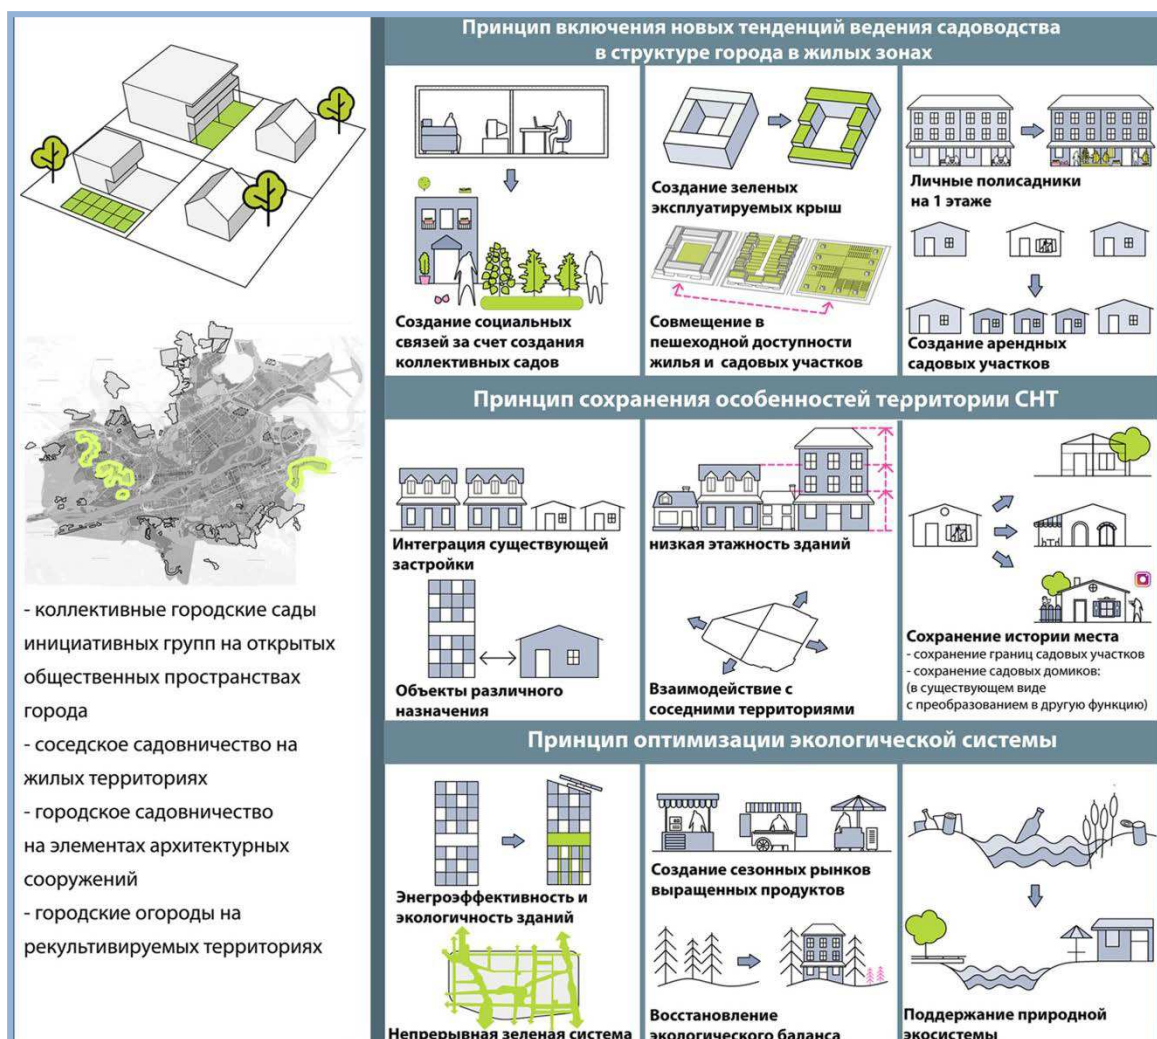 - коллективные городские сады
инициативных групп на открытых
общественных пространствах
города
- соседское садовничество на
жилых территориях
- городское садовничество
на элементах архитектурных
сооружений
- городские огороды на
рекультивируемых территориях
Принцип включения новых тенденций ведения садоводства
в структуре города в жилых зонах
Создание социальных
связей за счет создания
коллективных садов
Создание зеленых
эксплуатируемых крыш
Совмещение в
пешеходной доступности
жилья и садовых участков
Личные полисадники
на 1 этаже
Создание арендных
садовых участков
Принцип сохранения особенностей территории СНТ
Интеграция существующей
застройки
Объекты различного
назначения
низкая этажность зданий
Взаимодействие с
соседними территориями
Сохранение истории места
- сохранение границ садовых участков
- сохранение садовых домиков:
(в существующем виде
с преобразованием в другую функцию)
Принцип оптимизации экологической системы
Энегроэффективность и
экологичность зданий
Непрерывная зеленая система
Создание сезонных рынков
выращенных продуктов
Восстановление
экологического баланса
Поддержание природной
экосистемы